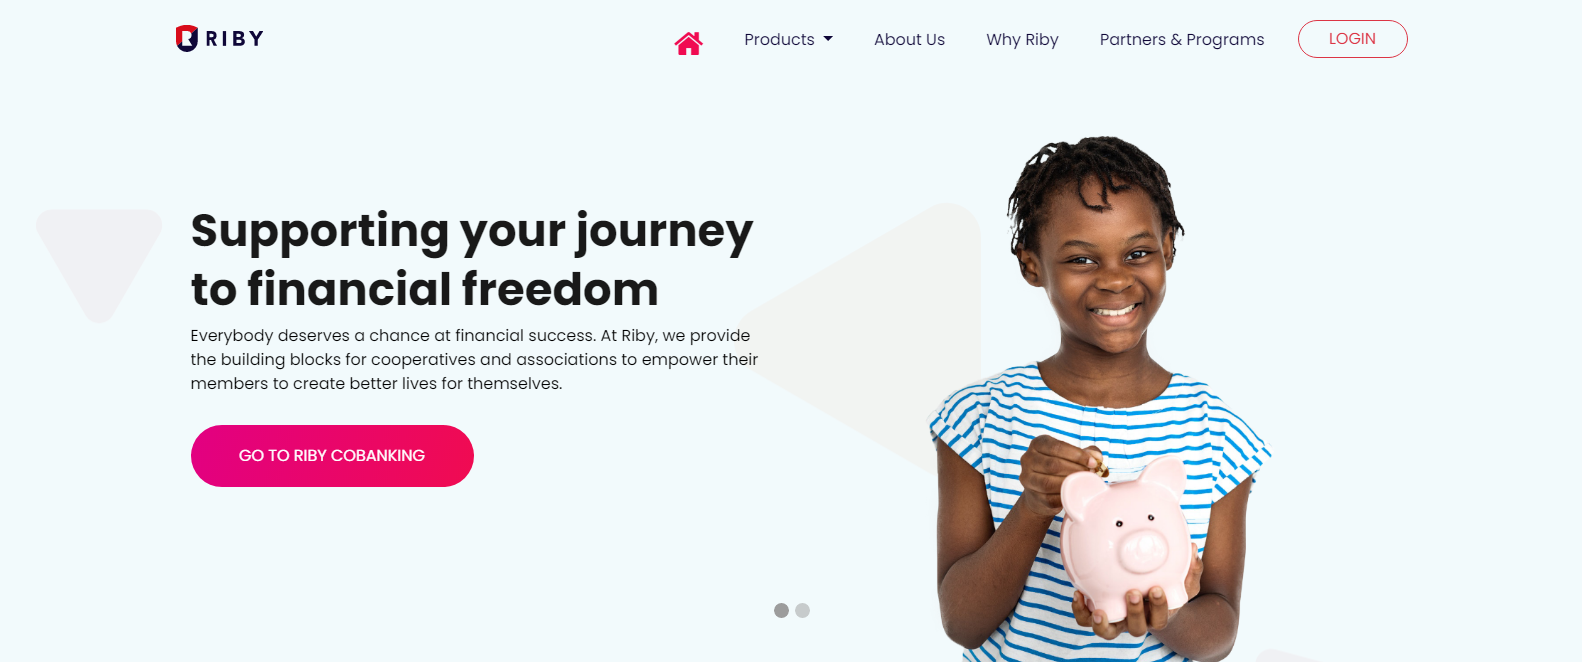 RIBY
Products
About Us
Why Riby
Partners & Programs
LOGIN
Supporting your journey
to financial freedom
Everybody deserves a chance at financial success. At Riby, we provide
the building blocks for cooperatives and associations to empower their
members to create better lives for themselves.
GO TO RIBY COBANKING